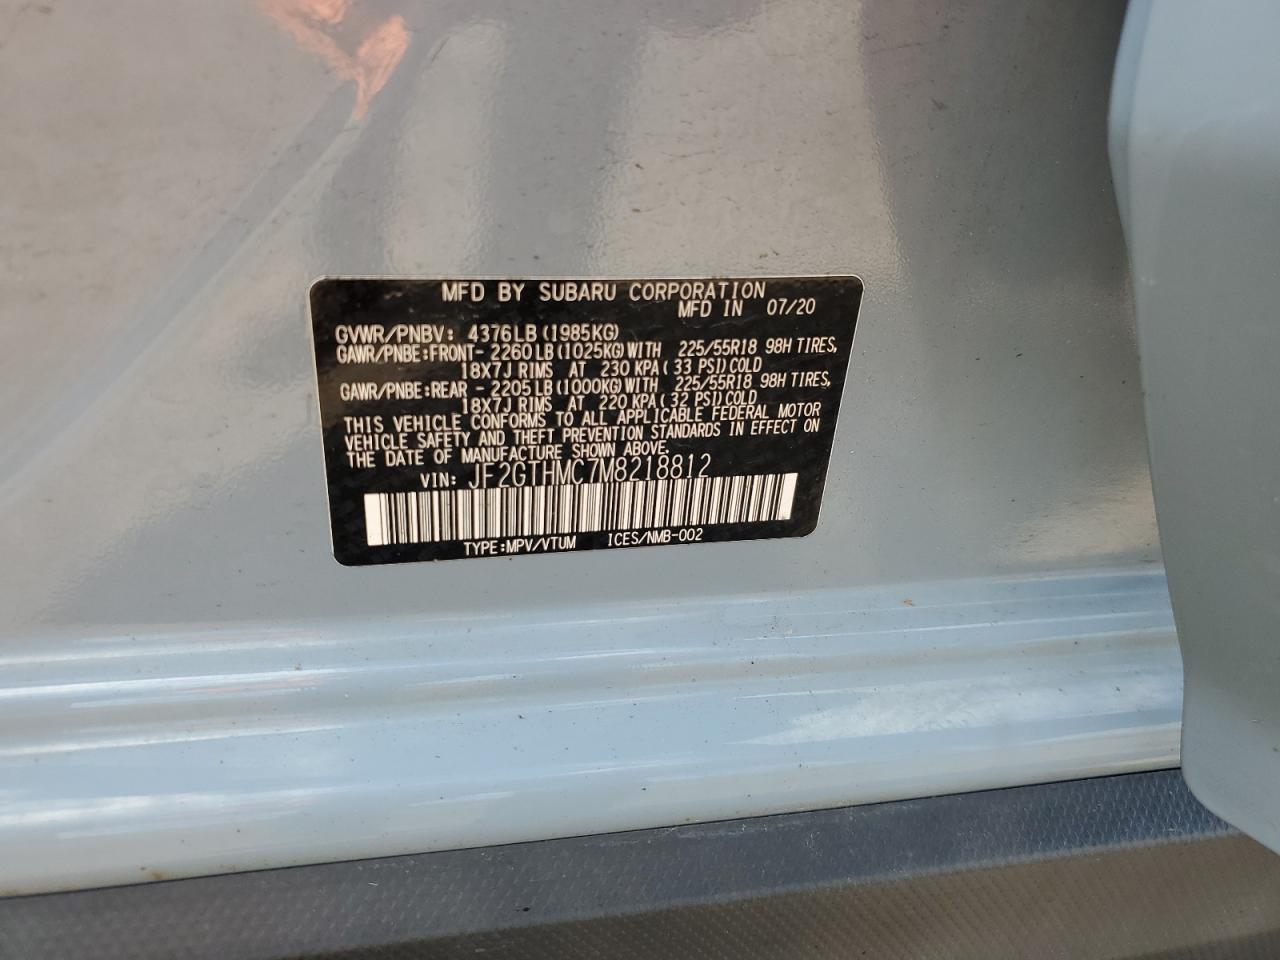 MFD BY SUBARU CORPORATION
MFD IN 07/20
GVWR/PNBV: 4376LB(1985KG)
GAWR/PNBE:FRONT-2260LB(1025KG)WITH 225/55R18 98H TIRES,
18X7J RIMS AT 230 KPA(33 PSI)COLD
GAWR/PNBE:REAR -2205LB(1000KG)WITH 225/55R18 98H TIRES,
18X7J RIMS AT 220 KPA(32 PSI)COLD
THIS VEHICLE CONFORMS TO ALL APPLICABLE FEDERAL MOTOR
VEHICLE SAFETY AND THEFT PREVENTION STANDARDS IN EFFECT ON
THE DATE OF MANUFACTURE SHOWN ABOVE.
VIN: JF2GTHMC7M8218812
TYPE:MPV/VTUM ICES/NMB-002